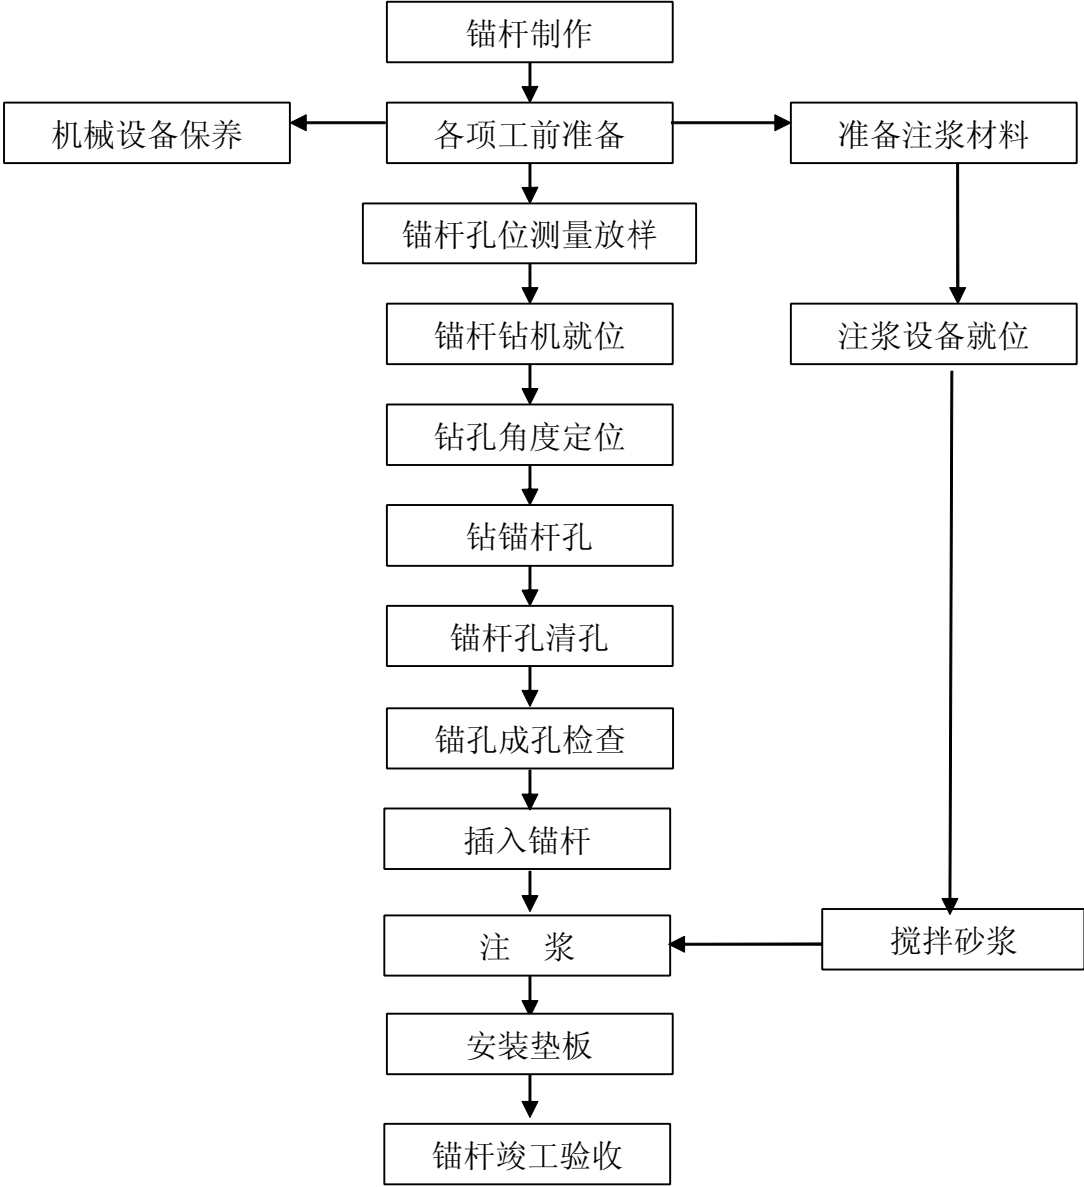 锚杆制作
机械设备保养
各项工前准备
准备注浆材料
锚杆孔位测量放样
锚杆钻机就位
注浆设备就位
钻孔角度定位
钻锚杆孔
锚杆孔清孔
锚孔成孔检查
插入锚杆
注　浆
搅拌砂浆
安装垫板
锚杆竣工验收